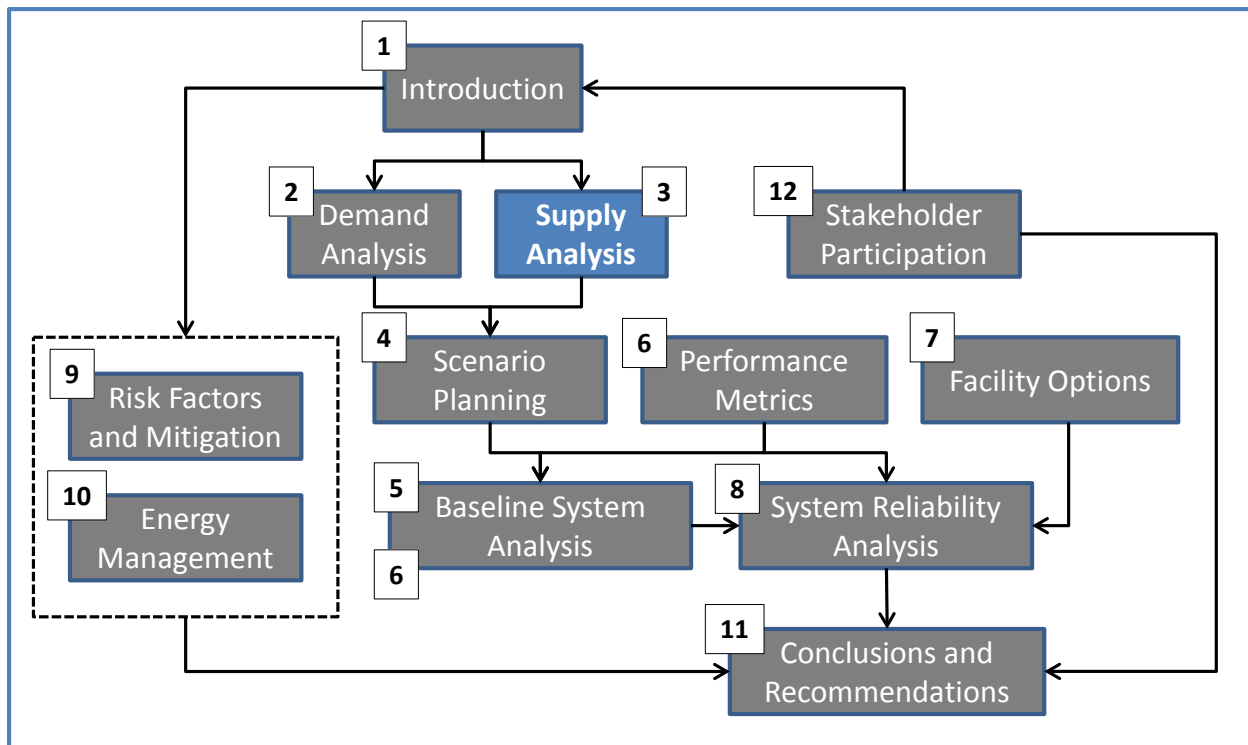 1
Introduction
2
Demand
Analysis
3
Supply
Analysis
12
Stakeholder
Participation
4
Scenario
Planning
6
Performance
Metrics
7
Facility Options
9
Risk Factors
and Mitigation
10
Energy
Management
5
Baseline System
Analysis
6
8
System Reliability
Analysis
11
Conclusions and
Recommendations